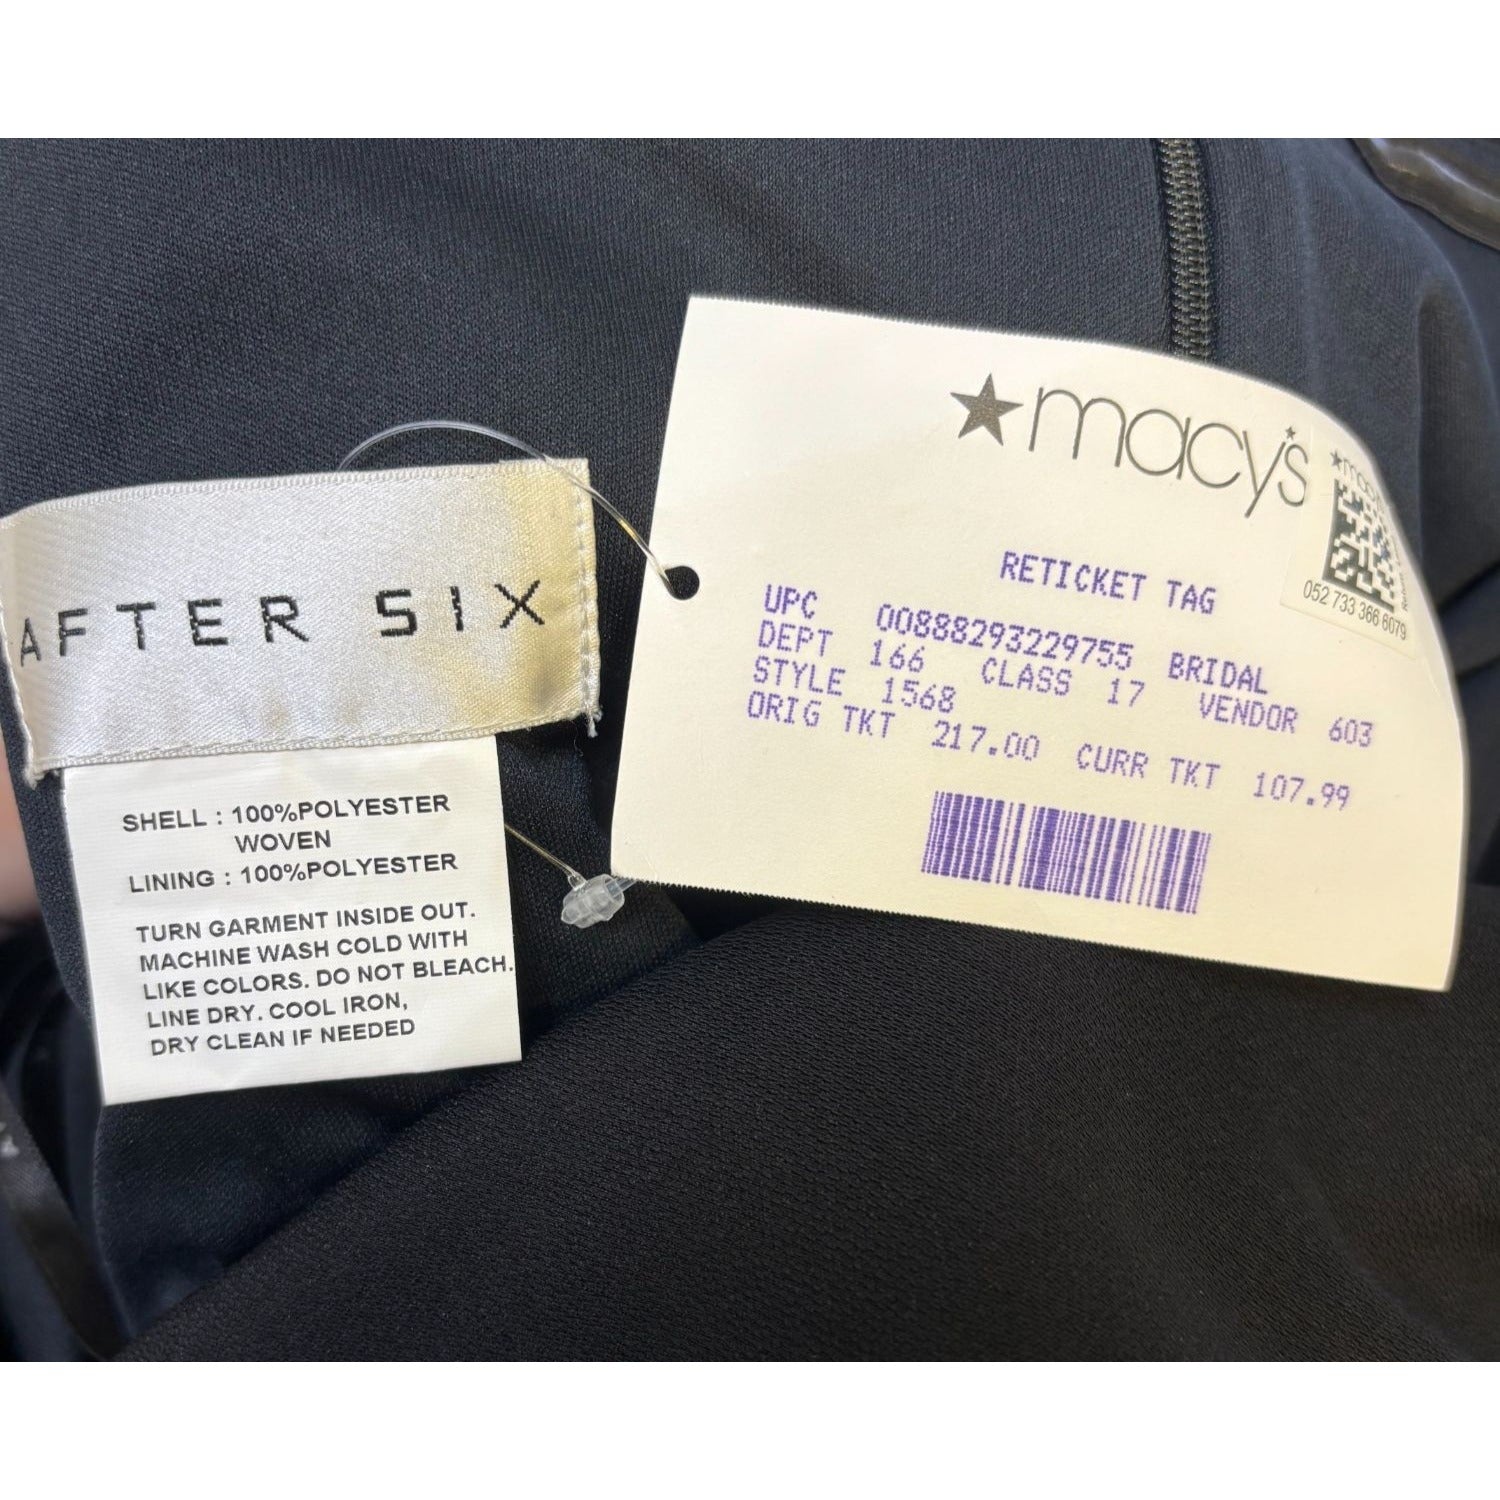 AFTER SIX
SHELL : 100%POLYESTER
WOVEN
LINING : 100%POLYESTER
TURN GARMENT INSIDE OUT.
MACHINE WASH COLD WITH
LIKE COLORS. DO NOT BLEACH.
LINE DRY. COOL IRON,
DRY CLEAN IF NEEDED
macy's
RETICKET TAG
UPC 00888293229755 BRIDAL
DEPT 166 CLASS 17 VENDOR 603
STYLE 1568
ORIG TKT 217.00 CURR TKT 107.99
052 733 366 6079